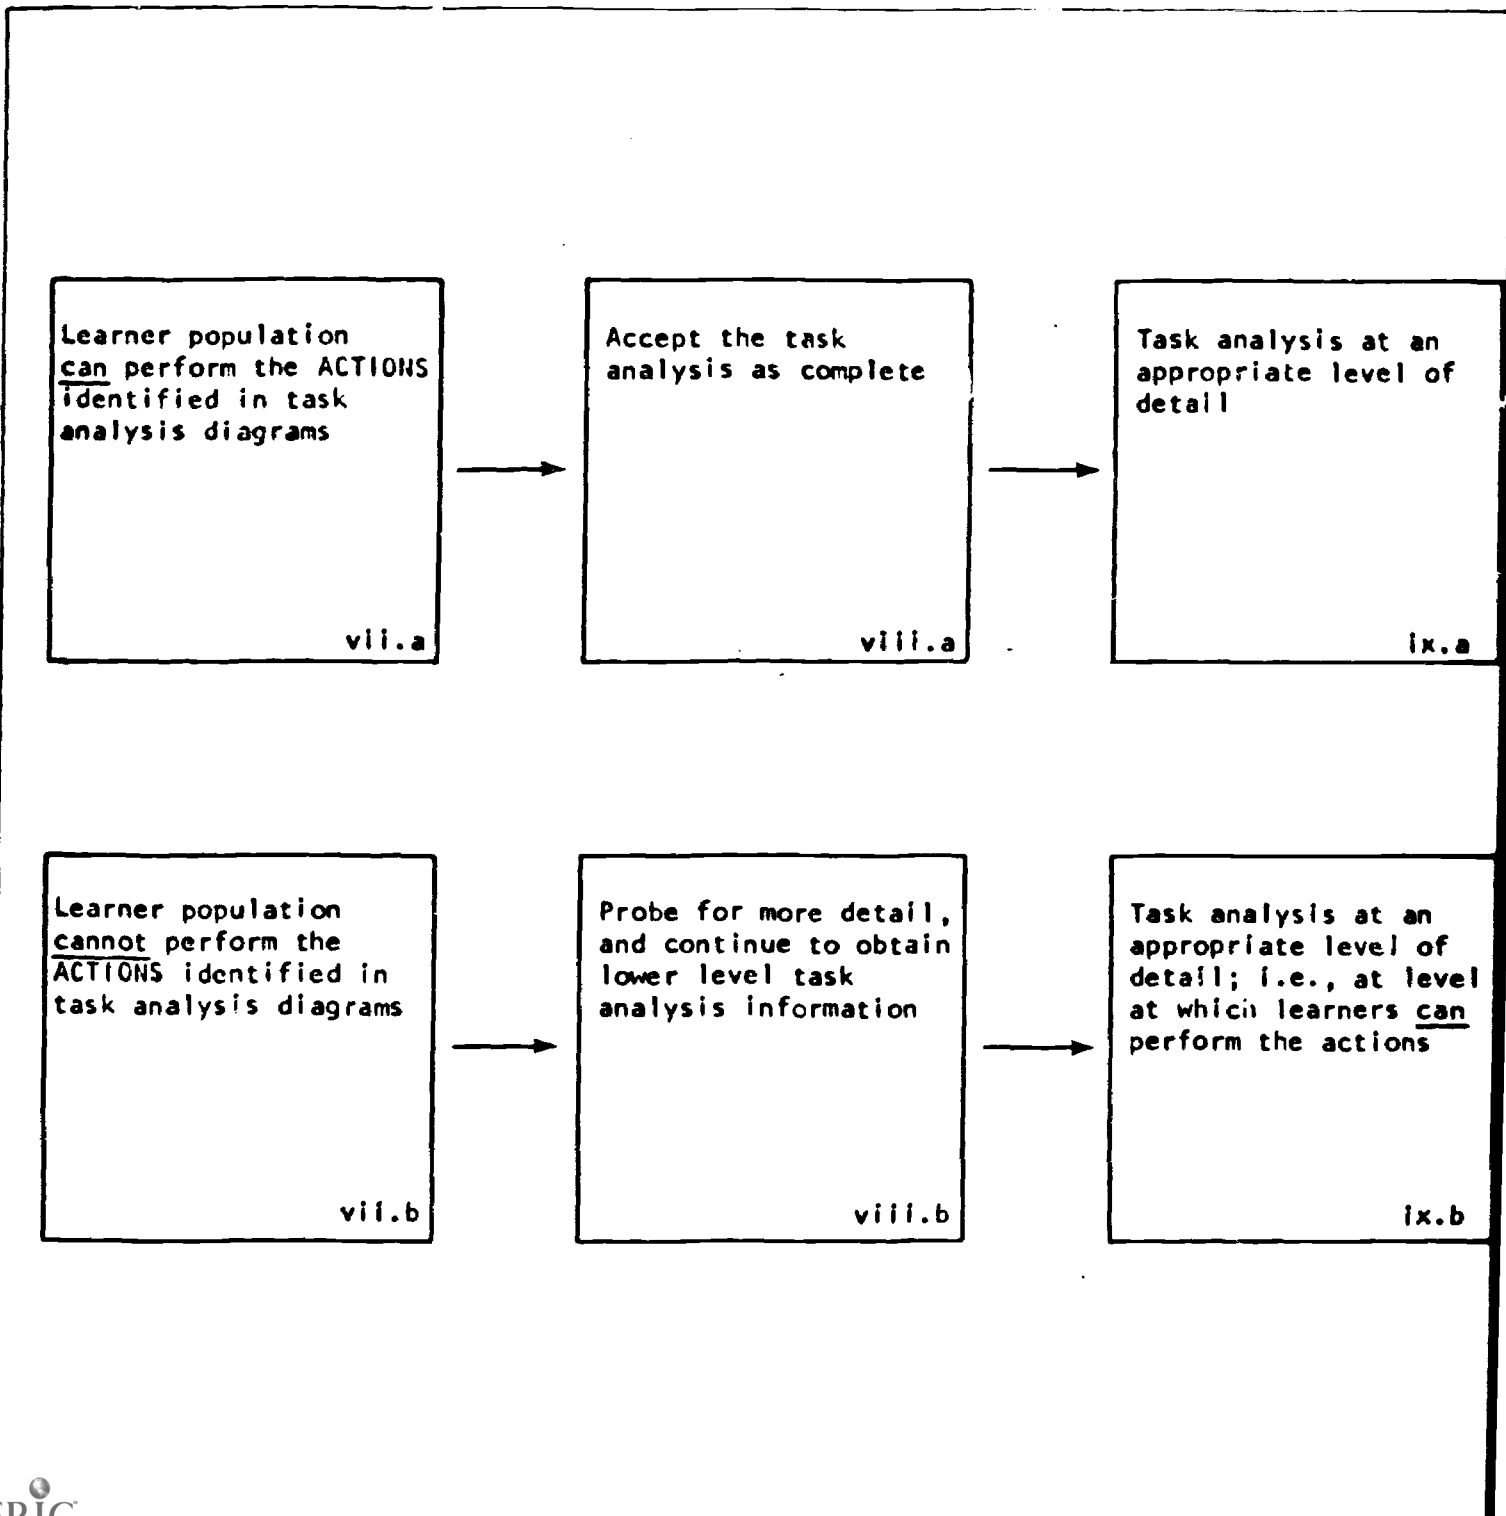 Learner population
can perform the ACTIONS
identified in task
analysis diagrams
vii.a
Accept the task
analysis as complete
viii.a
Task analysis at an
appropriate level of
detail
ix.a
Learner population
cannot perform the
ACTIONS identified in
task analysis diagrams
vii.b
Probe for more detail,
and continue to obtain
lower level task
analysis information
viii.b
Task analysis at an
appropriate level of
detail; i.e., at level
at which learners can
perform the actions
ix.b